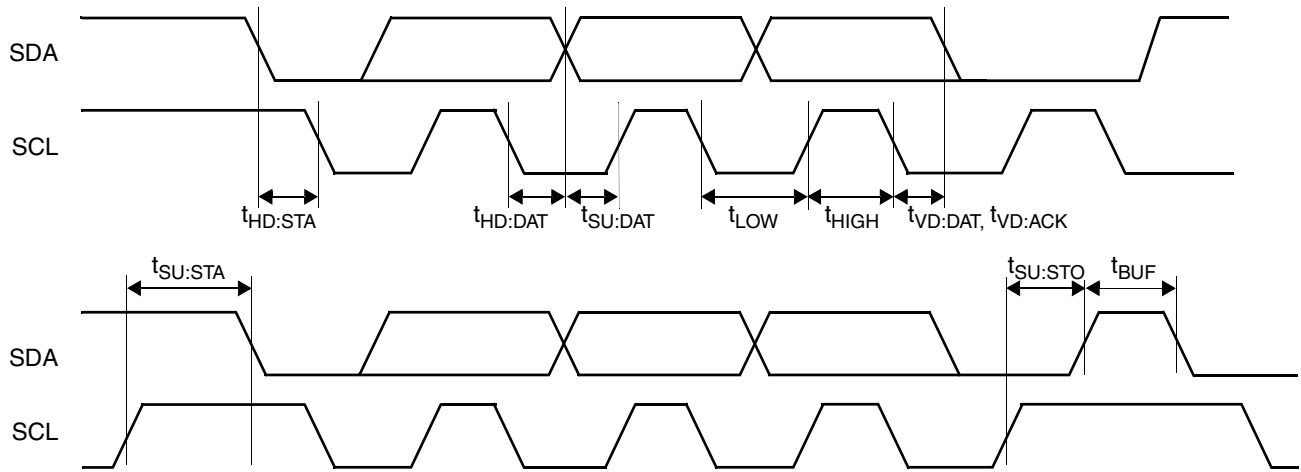 SDA
SCL
tHD:STA tHD:DAT tSU:DAT tLOW tHIGH tVD:DAT, tVD:ACK
tSU:STA tSU:STO tBUF
SDA
SCL